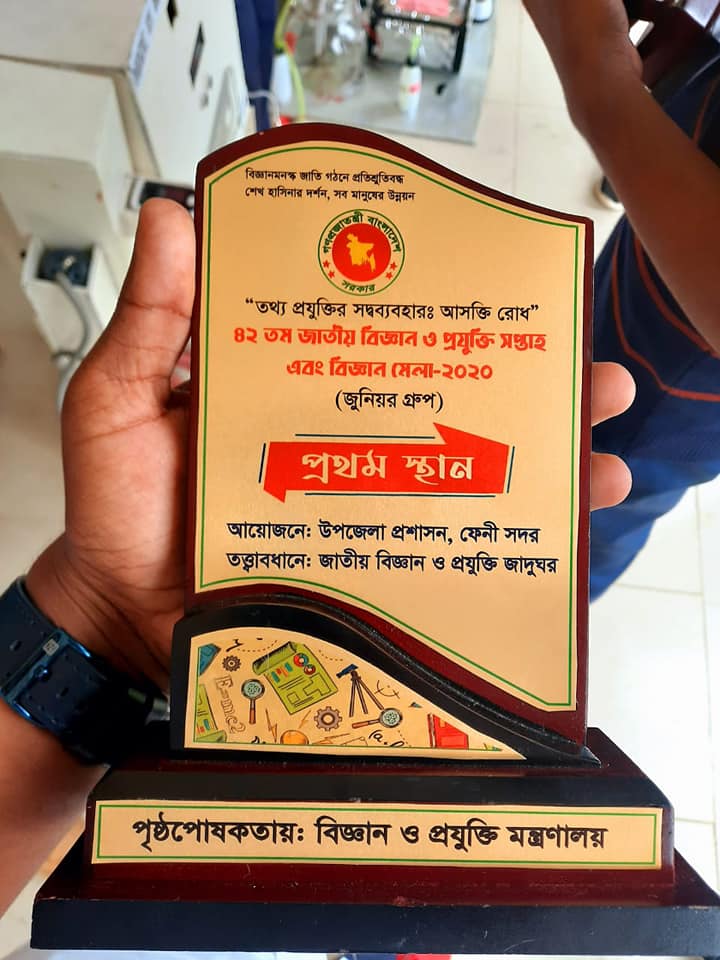 বিজ্ঞানমনস্ক জাতি গঠনে প্রতিশ্রুতিবদ্ধ
শেখ হাসিনার দর্শন, সব মানুষের উন্নয়ন
গণপ্রজাতন্ত্রী বাংলাদেশ
সরকার
“তথ্য প্রযুক্তির সদ্বব্যবহারঃ আসক্তি রোধ”
৪২ তম জাতীয় বিজ্ঞান ও প্রযুক্তি সপ্তাহ
এবং বিজ্ঞান মেলা-২০২০
(জুনিয়র গ্রুপ)
প্রথম স্থান
আয়োজনে: উপজেলা প্রশাসন, ফেনী সদর
তত্ত্বাবধানে: জাতীয় বিজ্ঞান ও প্রযুক্তি জাদুঘর
E=mc2
পৃষ্ঠপোষকতায়: বিজ্ঞান ও প্রযুক্তি মন্ত্রণালয়